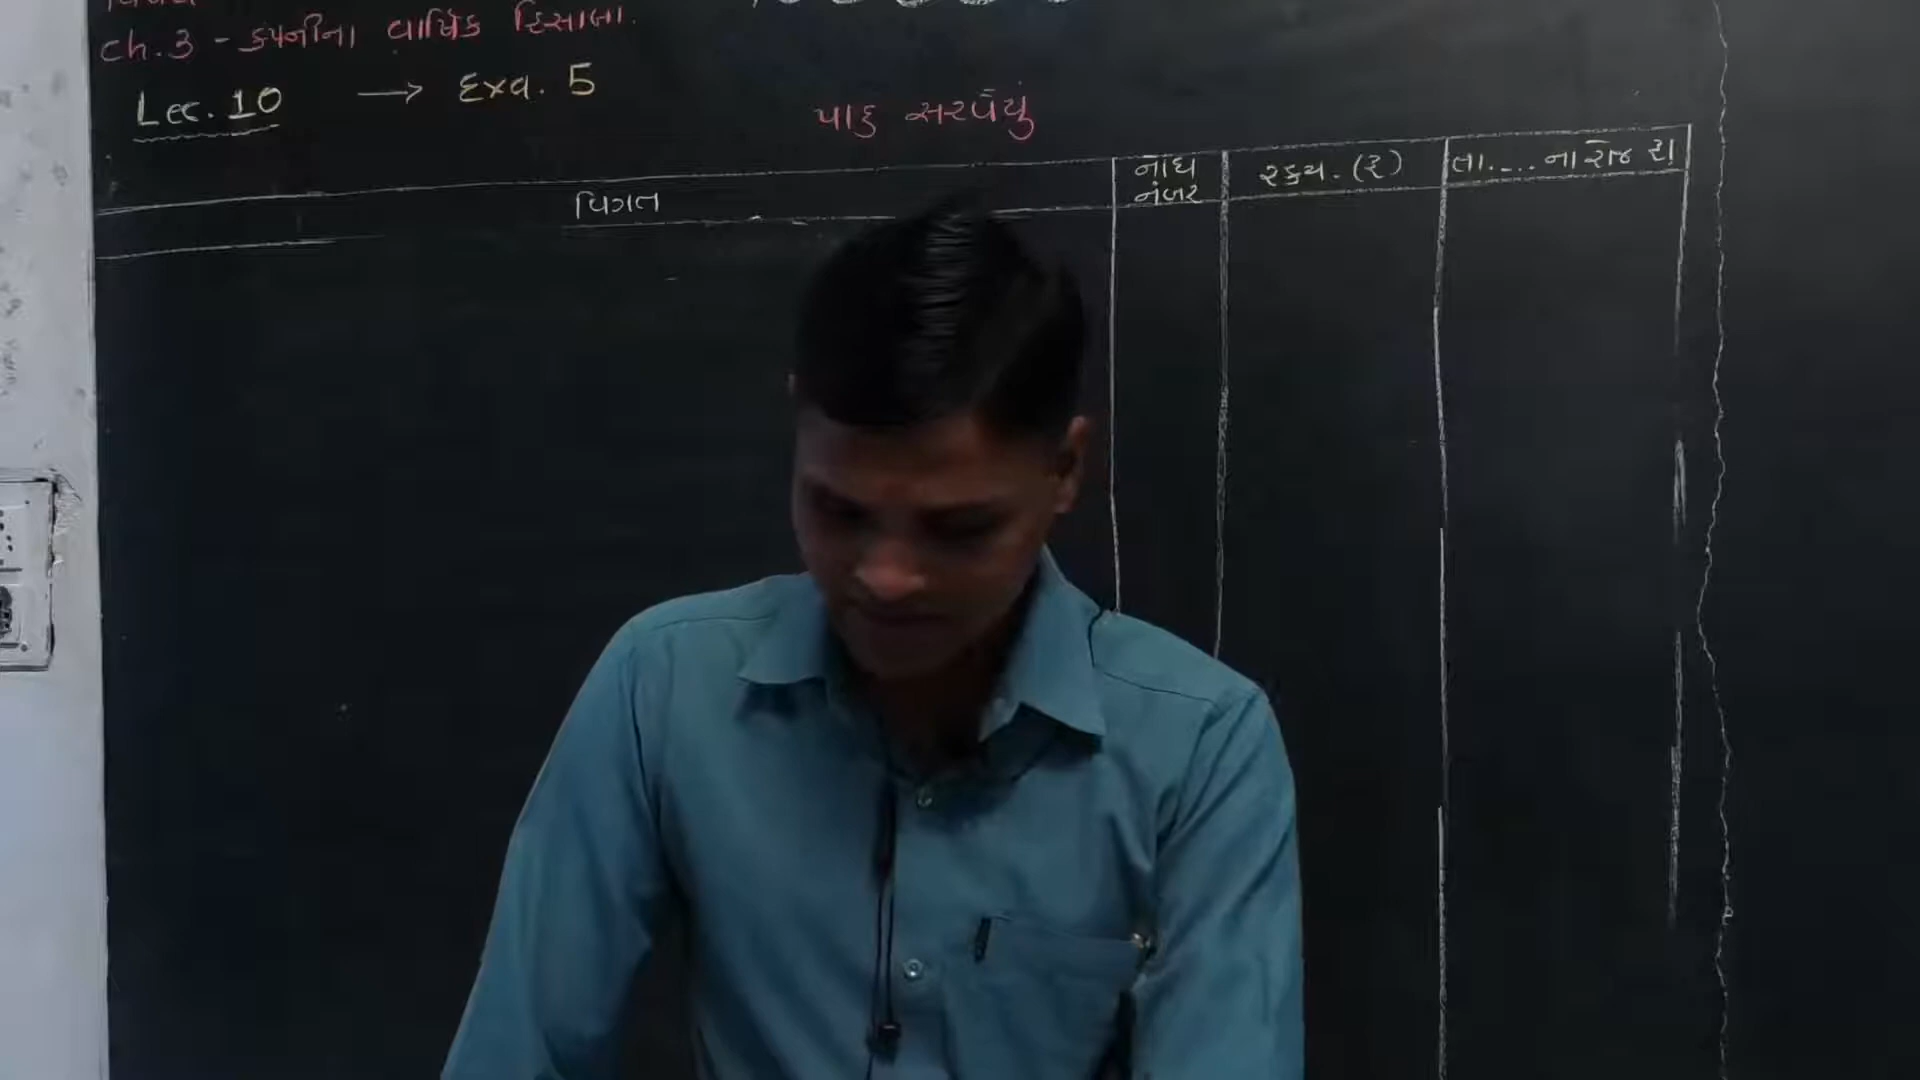 Ch. 3 - કંપનીના વાર્ષિક હિસાબો.
Lec. 10 → Exa. 5
પાકુ સરવૈયું
વિગત
નોંધ નંબર
રકમ. (રૂ)
તા..... ના રોજ રૂા